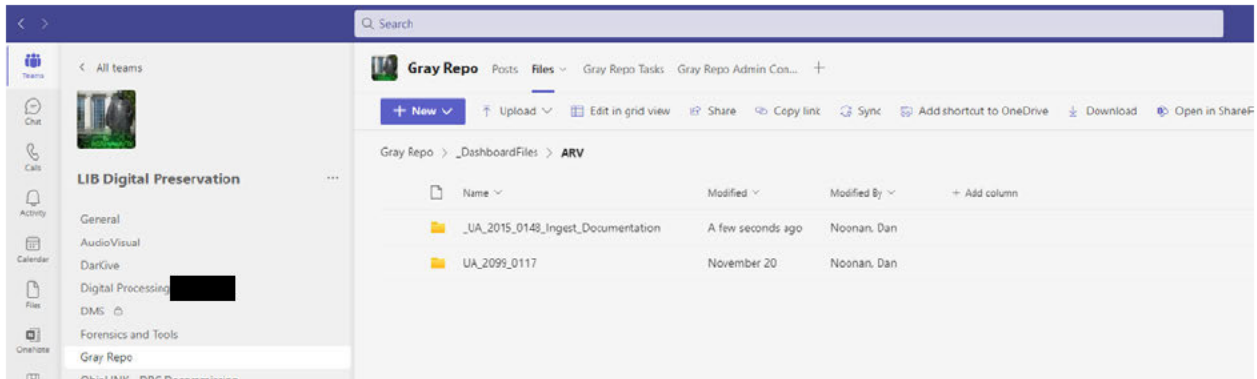 Search
Teams
Chat
Calls
Activity
Calendar
Files
OneNote
All teams
LIB Digital Preservation
...
General
AudioVisual
DarKive
Digital Processing
DMS
Forensics and Tools
Gray Repo
Gray Repo Posts Files Gray Repo Tasks Gray Repo Admin Con... +
+ New Upload Edit in grid view Share Copy link Sync Add shortcut to OneDrive Download Open in ShareP
Gray Repo > _DashboardFiles > ARV
Name Modified Modified By + Add column
_UA_2015_0148_Ingest_Documentation A few seconds ago Noonan, Dan
UA_2099_0117 November 20 Noonan, Dan